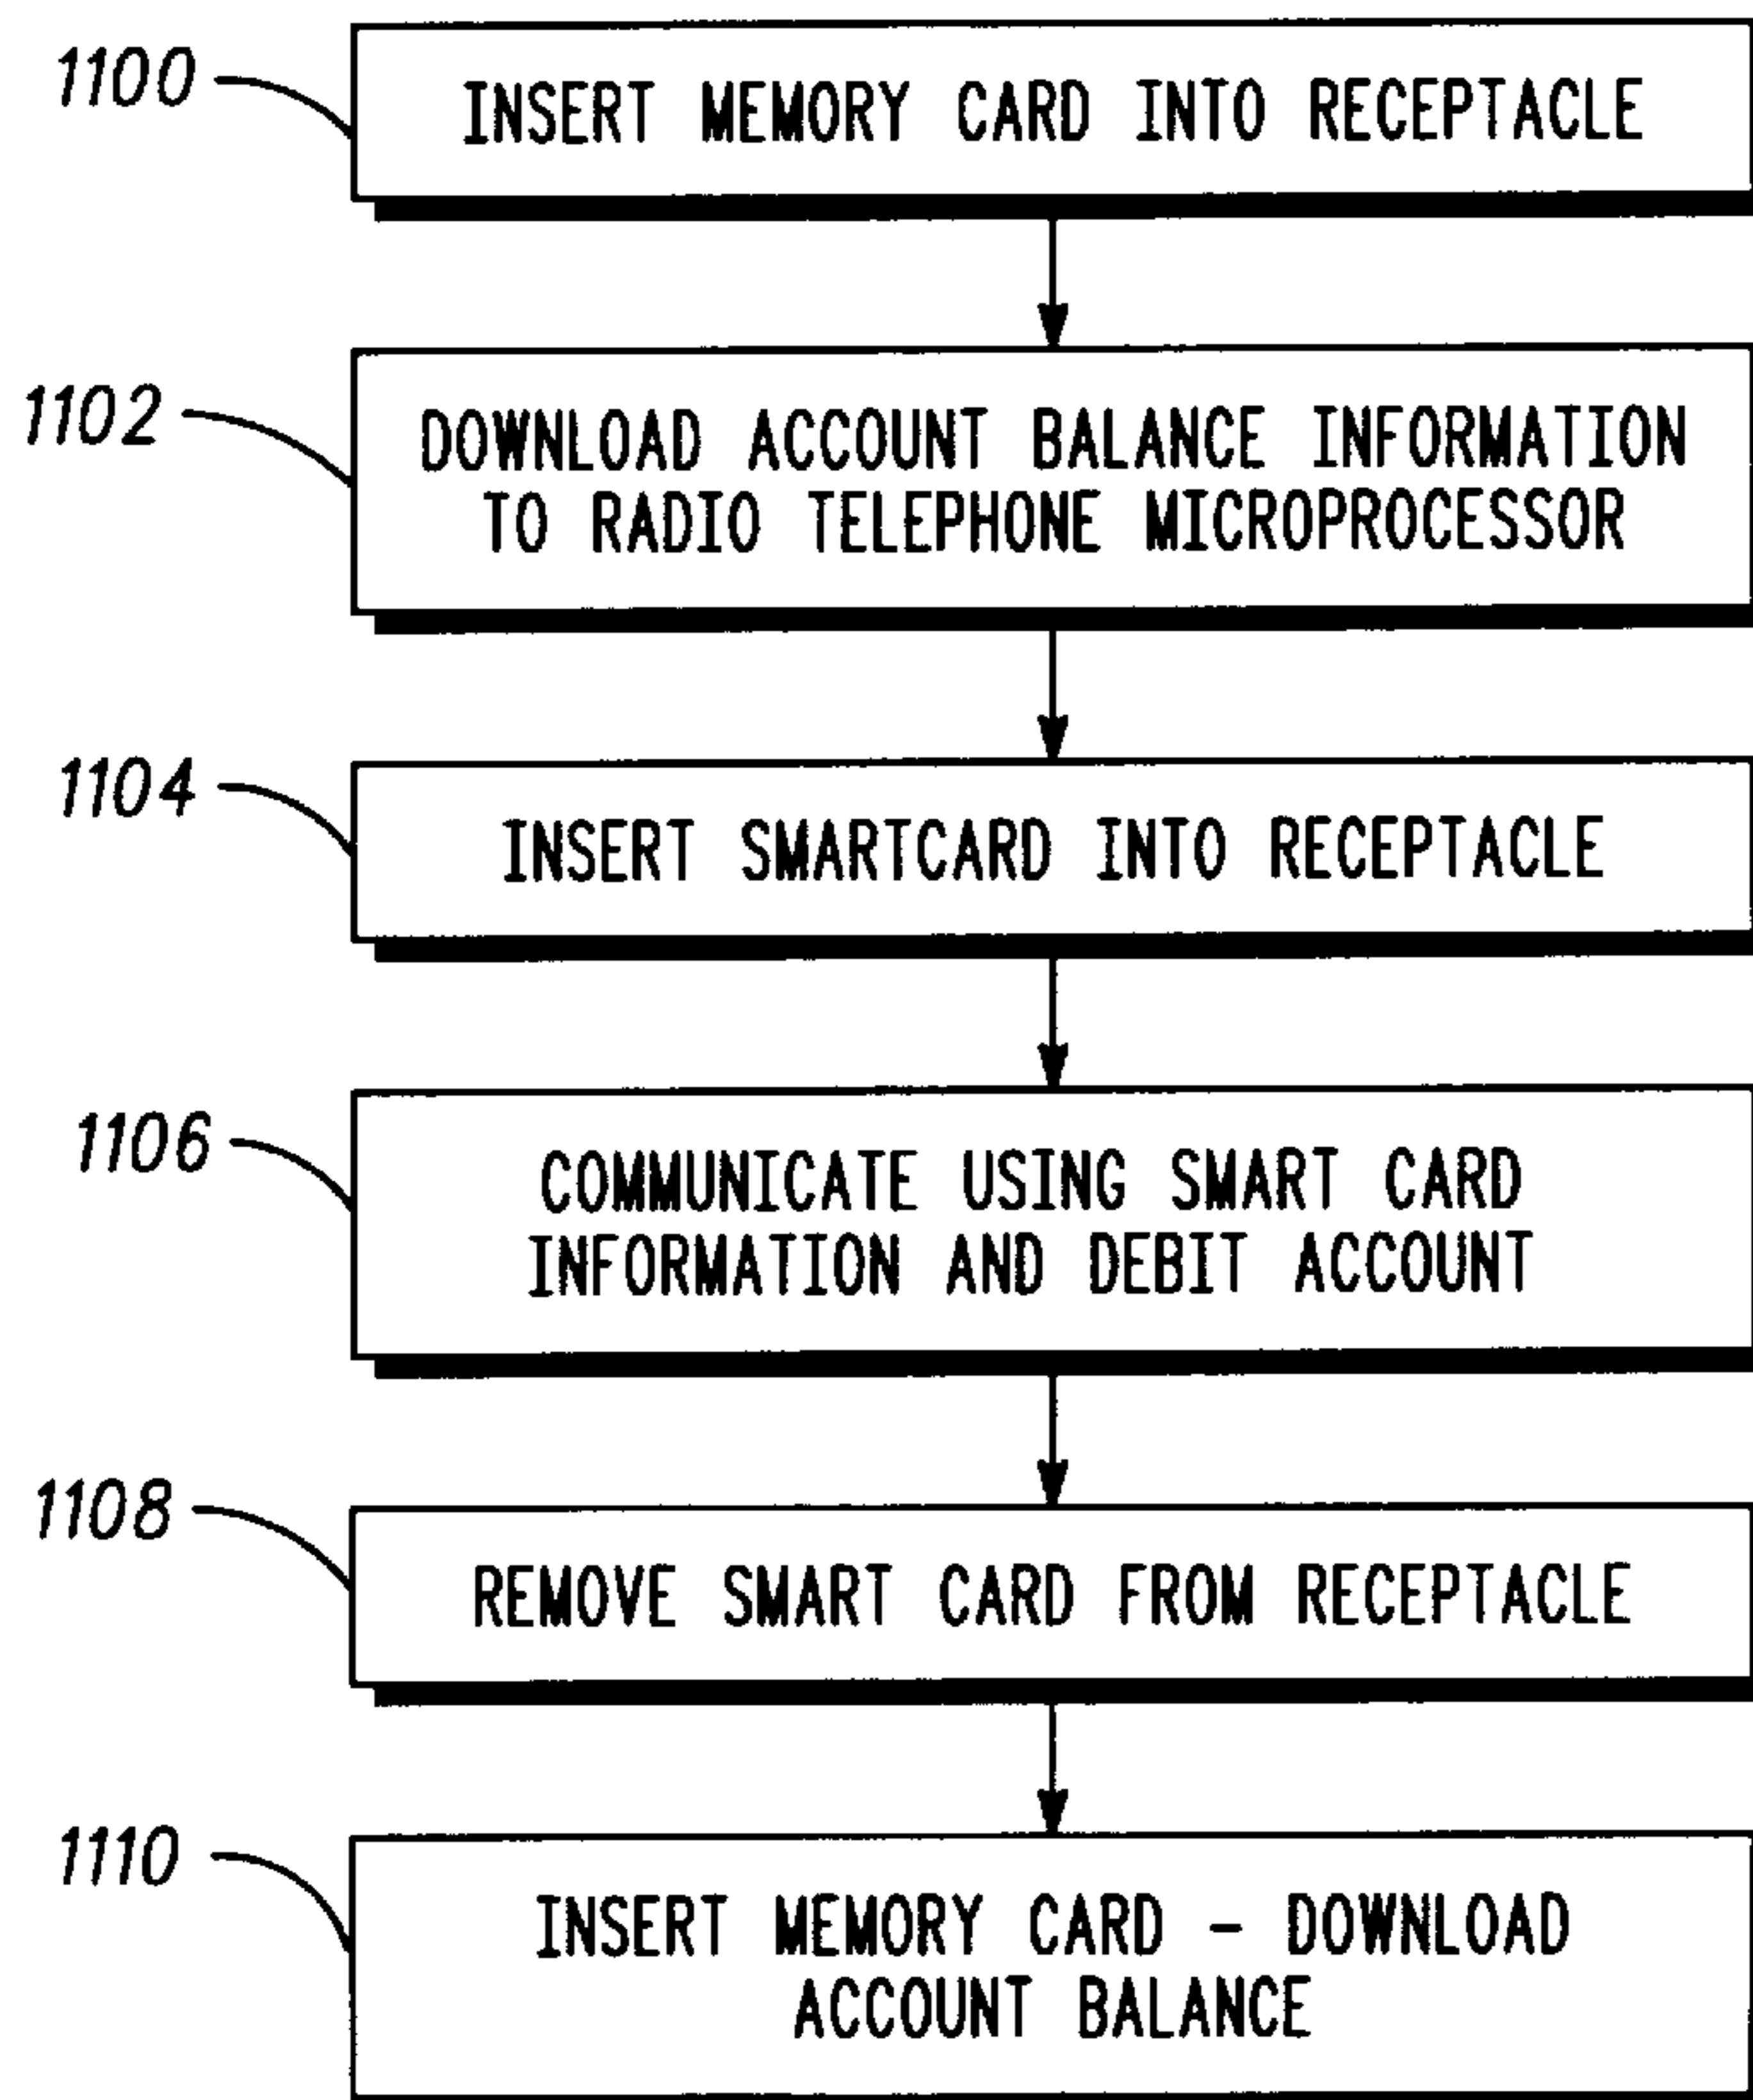 1100
INSERT MEMORY CARD INTO RECEPTACLE
1102
DOWNLOAD ACCOUNT BALANCE INFORMATION
TO RADIO TELEPHONE MICROPROCESSOR
1104
INSERT SMARTCARD INTO RECEPTACLE
1106
COMMUNICATE USING SMART CARD
INFORMATION AND DEBIT ACCOUNT
1108
REMOVE SMART CARD FROM RECEPTACLE
1110
INSERT MEMORY CARD - DOWNLOAD
ACCOUNT BALANCE